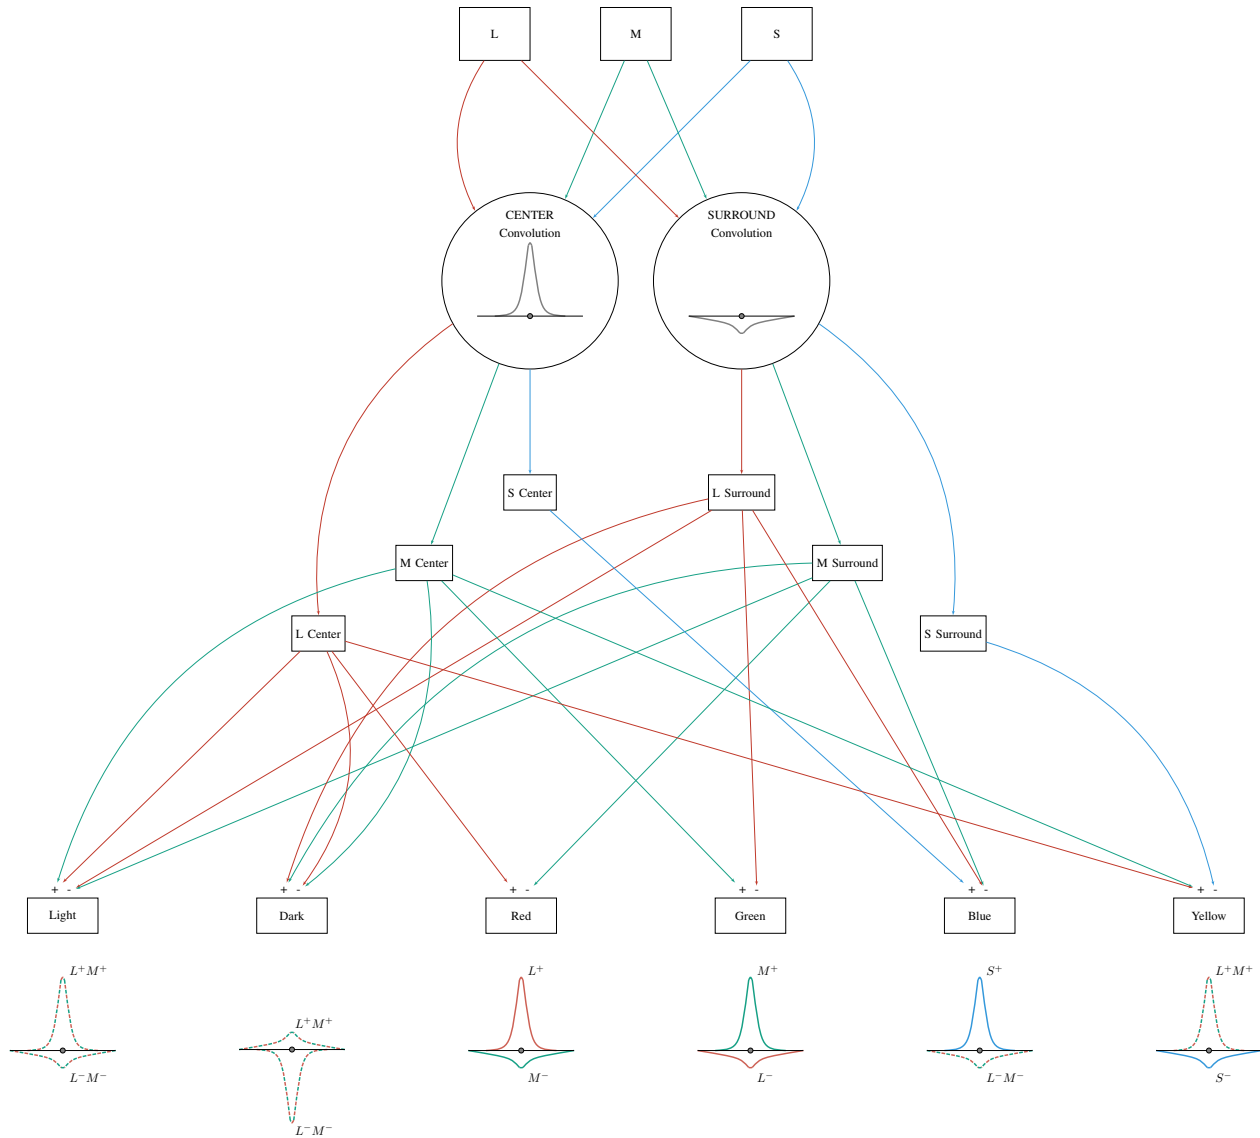 L
M
S
CENTER
Convolution
SURROUND
Convolution
S Center
L Surround
M Center
M Surround
L Center
S Surround
+ -
+ -
+ -
+ -
+ -
+ -
Light
Dark
Red
Green
Blue
Yellow
L⁺M⁺
L⁺
M⁺
S⁺
L⁺M⁺
L⁺M⁺
L⁻M⁻
M⁻
L⁻
L⁻M⁻
S⁻
L⁻M⁻